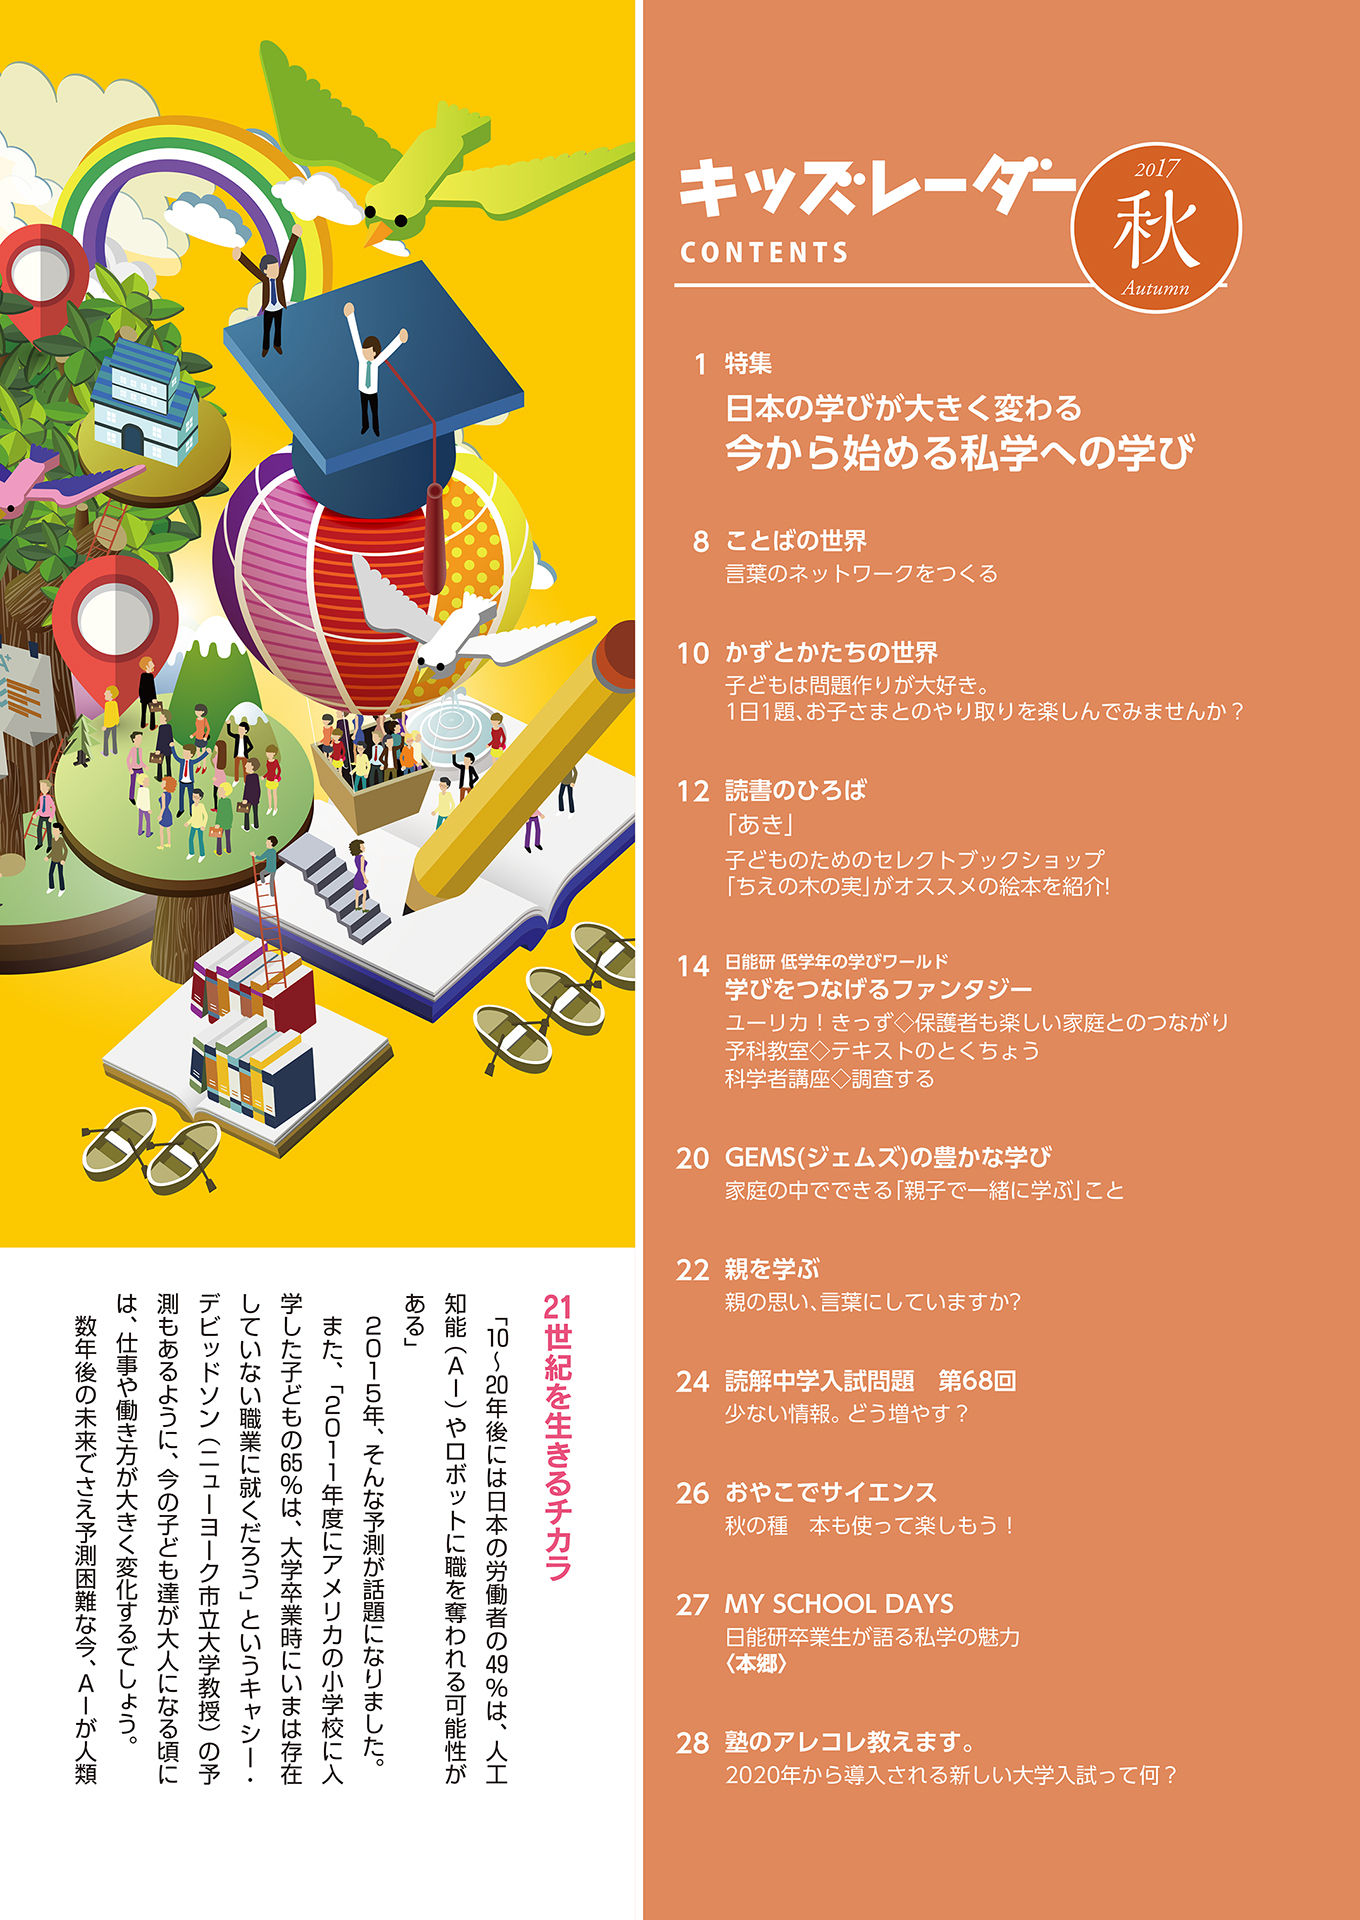 キッズレーダー
CONTENTS
2017
秋
Autumn
1 特集
日本の学びが大きく変わる
今から始める私学への学び
8 ことばの世界
言葉のネットワークをつくる
10 かずとかたちの世界
子どもは問題作りが大好き。
1日1題、お子さまとのやり取りを楽しんでみませんか？
12 読書のひろば
「あき」
子どものためのセレクトブックショップ
「ちえの木の実」がオススメの絵本を紹介!
14 日能研 低学年の学びワールド
学びをつなげるファンタジー
ユーリカ！きっず◇保護者も楽しい家庭とのつながり
予科教室◇テキストのとくちょう
科学者講座◇調査する
20 GEMS(ジェムズ)の豊かな学び
家庭の中でできる「親子で一緒に学ぶ」こと
22 親を学ぶ
親の思い、言葉にしていますか?
24 読解中学入試問題　第68回
少ない情報。どう増やす？
26 おやこでサイエンス
秋の種　本も使って楽しもう！
27 MY SCHOOL DAYS
日能研卒業生が語る私学の魅力
〈本郷〉
28 塾のアレコレ教えます。
2020年から導入される新しい大学入試って何？
21世紀を生きるチカラ
「10～20年後には日本の労働者の49％は、人工
知能（ＡＩ）やロボットに職を奪われる可能性が
ある」
２０１５年、そんな予測が話題になりました。
また、「２０１１年度にアメリカの小学校に入
学した子どもの65％は、大学卒業時にいまは存在
していない職業に就くだろう」というキャシー・
デビッドソン（ニューヨーク市立大学教授）の予
測もあるように、今の子ども達が大人になる頃に
は、仕事や働き方が大きく変化するでしょう。
数年後の未来でさえ予測困難な今、ＡＩが人類